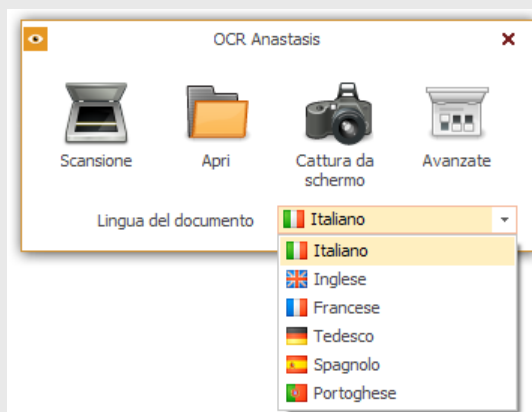 OCR Anastasis
Scansione
Apri
Cattura da
schermo
Avanzate
Lingua del documento
Italiano
Italiano
Inglese
Francese
Tedesco
Spagnolo
Portoghese